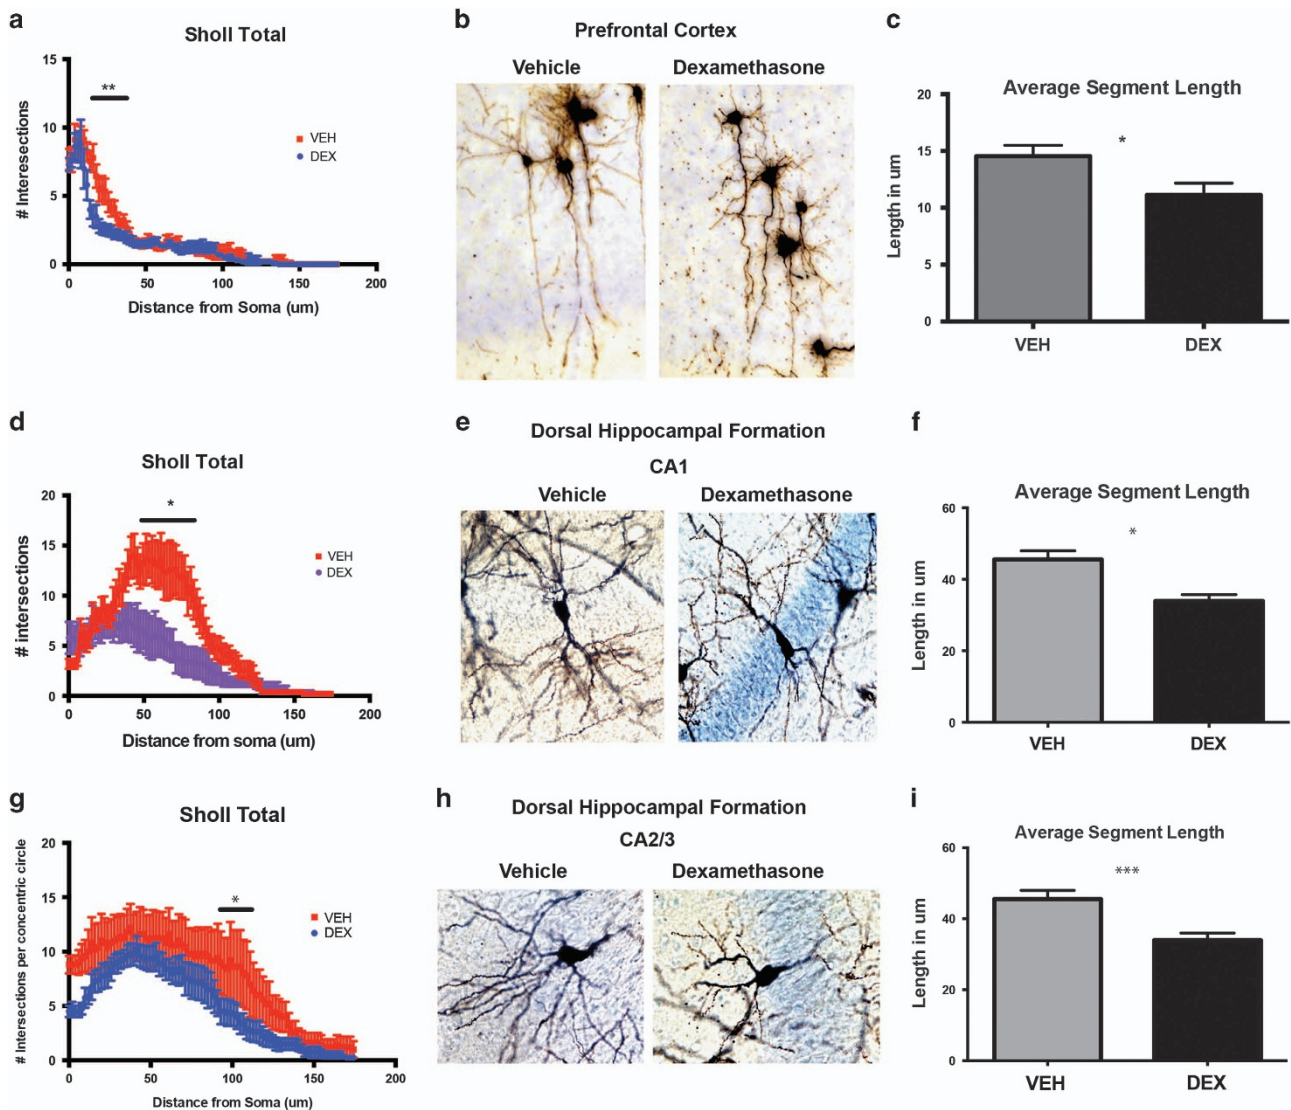 a
Sholl Total
15
10
5
0
# Interesections
**
VEH
DEX
0 50 100 150 200
Distance from Soma (um)
b
Prefrontal Cortex
Vehicle Dexamethasone
c
Average Segment Length
20
15
10
5
0
Length in um
*
VEH DEX
d
Sholl Total
20
15
10
5
0
# intersections
*
VEH
DEX
0 50 100 150 200
Distance from soma (um)
e
Dorsal Hippocampal Formation
CA1
Vehicle Dexamethasone
f
Average Segment Length
60
40
20
0
Length in um
*
VEH DEX
g
Sholl Total
20
15
10
5
0
# Intersections per concentric circle
*
VEH
DEX
0 50 100 150 200
Distance from Soma (um)
h
Dorsal Hippocampal Formation
CA2/3
Vehicle Dexamethasone
i
Average Segment Length
60
40
20
0
Length in um
***
VEH DEX